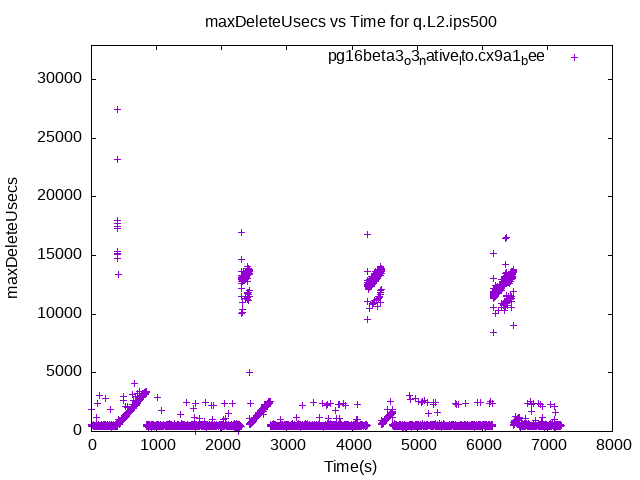 maxDeleteUsecs vs Time for q.L2.ips500
pg16beta3_o3_native_lto.cx9a1_bee
maxDeleteUsecs
30000
25000
20000
15000
10000
5000
0
0 1000 2000 3000 4000 5000 6000 7000 8000
Time(s)